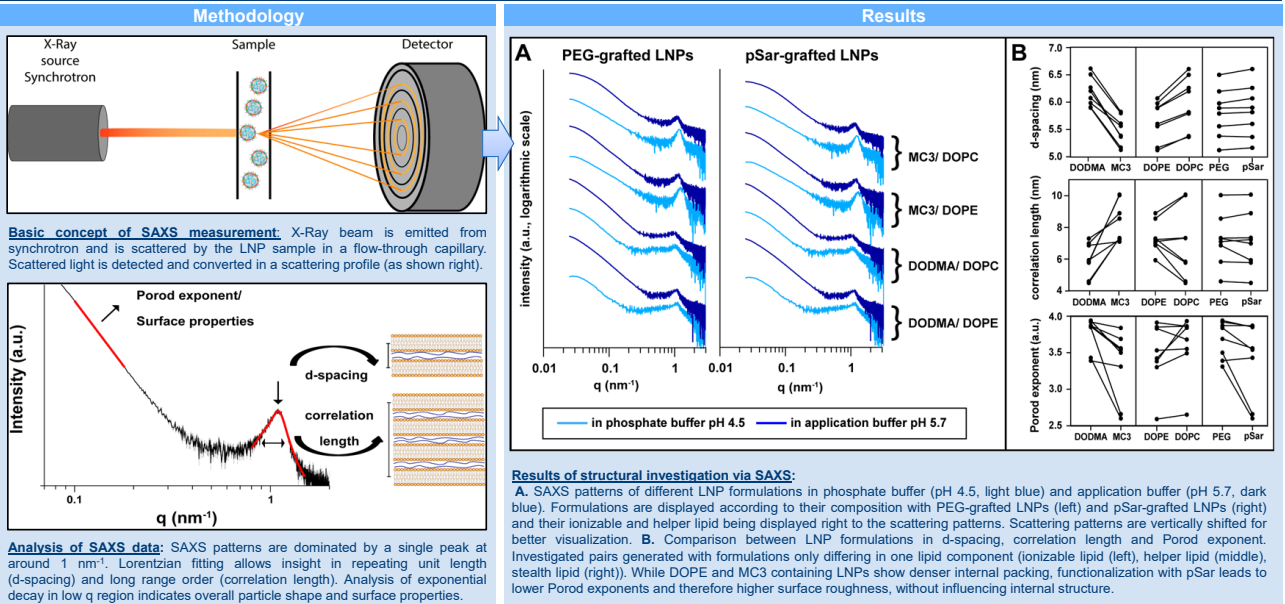 Methodology
X-Ray
source
Synchrotron
Sample
Detector
Basic concept of SAXS measurement: X-Ray beam is emitted from
synchrotron and is scattered by the LNP sample in a flow-through capillary.
Scattered light is detected and converted in a scattering profile (as shown right).
Porod exponent/
Surface properties
d-spacing
correlation
length
Intensity (a.u.)
0.1
1
q (nm⁻¹)
Analysis of SAXS data: SAXS patterns are dominated by a single peak at
around 1 nm⁻¹. Lorentzian fitting allows insight in repeating unit length
(d-spacing) and long range order (correlation length). Analysis of exponential
decay in low q region indicates overall particle shape and surface properties.
Results
A
PEG-grafted LNPs
pSar-grafted LNPs
intensity (a.u., logarithmic scale)
MC3/ DOPC
MC3/ DOPE
DODMA/ DOPC
DODMA/ DOPE
0.01
0.1
1
0.01
0.1
1
q (nm⁻¹)
q (nm⁻¹)
in phosphate buffer pH 4.5
in application buffer pH 5.7
B
d-spacing (nm)
7.0
6.5
6.0
5.5
5.0
DODMA MC3
DOPE DOPC
PEG pSar
correlation length (nm)
10
8
6
4
DODMA MC3
DOPE DOPC
PEG pSar
Porod exponent (a.u.)
4.0
3.5
3.0
2.5
DODMA MC3
DOPE DOPC
PEG pSar
Results of structural investigation via SAXS:
A. SAXS patterns of different LNP formulations in phosphate buffer (pH 4.5, light blue) and application buffer (pH 5.7, dark
blue). Formulations are displayed according to their composition with PEG-grafted LNPs (left) and pSar-grafted LNPs (right)
and their ionizable and helper lipid being displayed right to the scattering patterns. Scattering patterns are vertically shifted for
better visualization. B. Comparison between LNP formulations in d-spacing, correlation length and Porod exponent.
Investigated pairs generated with formulations only differing in one lipid component (ionizable lipid (left), helper lipid (middle),
stealth lipid (right)). While DOPE and MC3 containing LNPs show denser internal packing, functionalization with pSar leads to
lower Porod exponents and therefore higher surface roughness, without influencing internal structure.